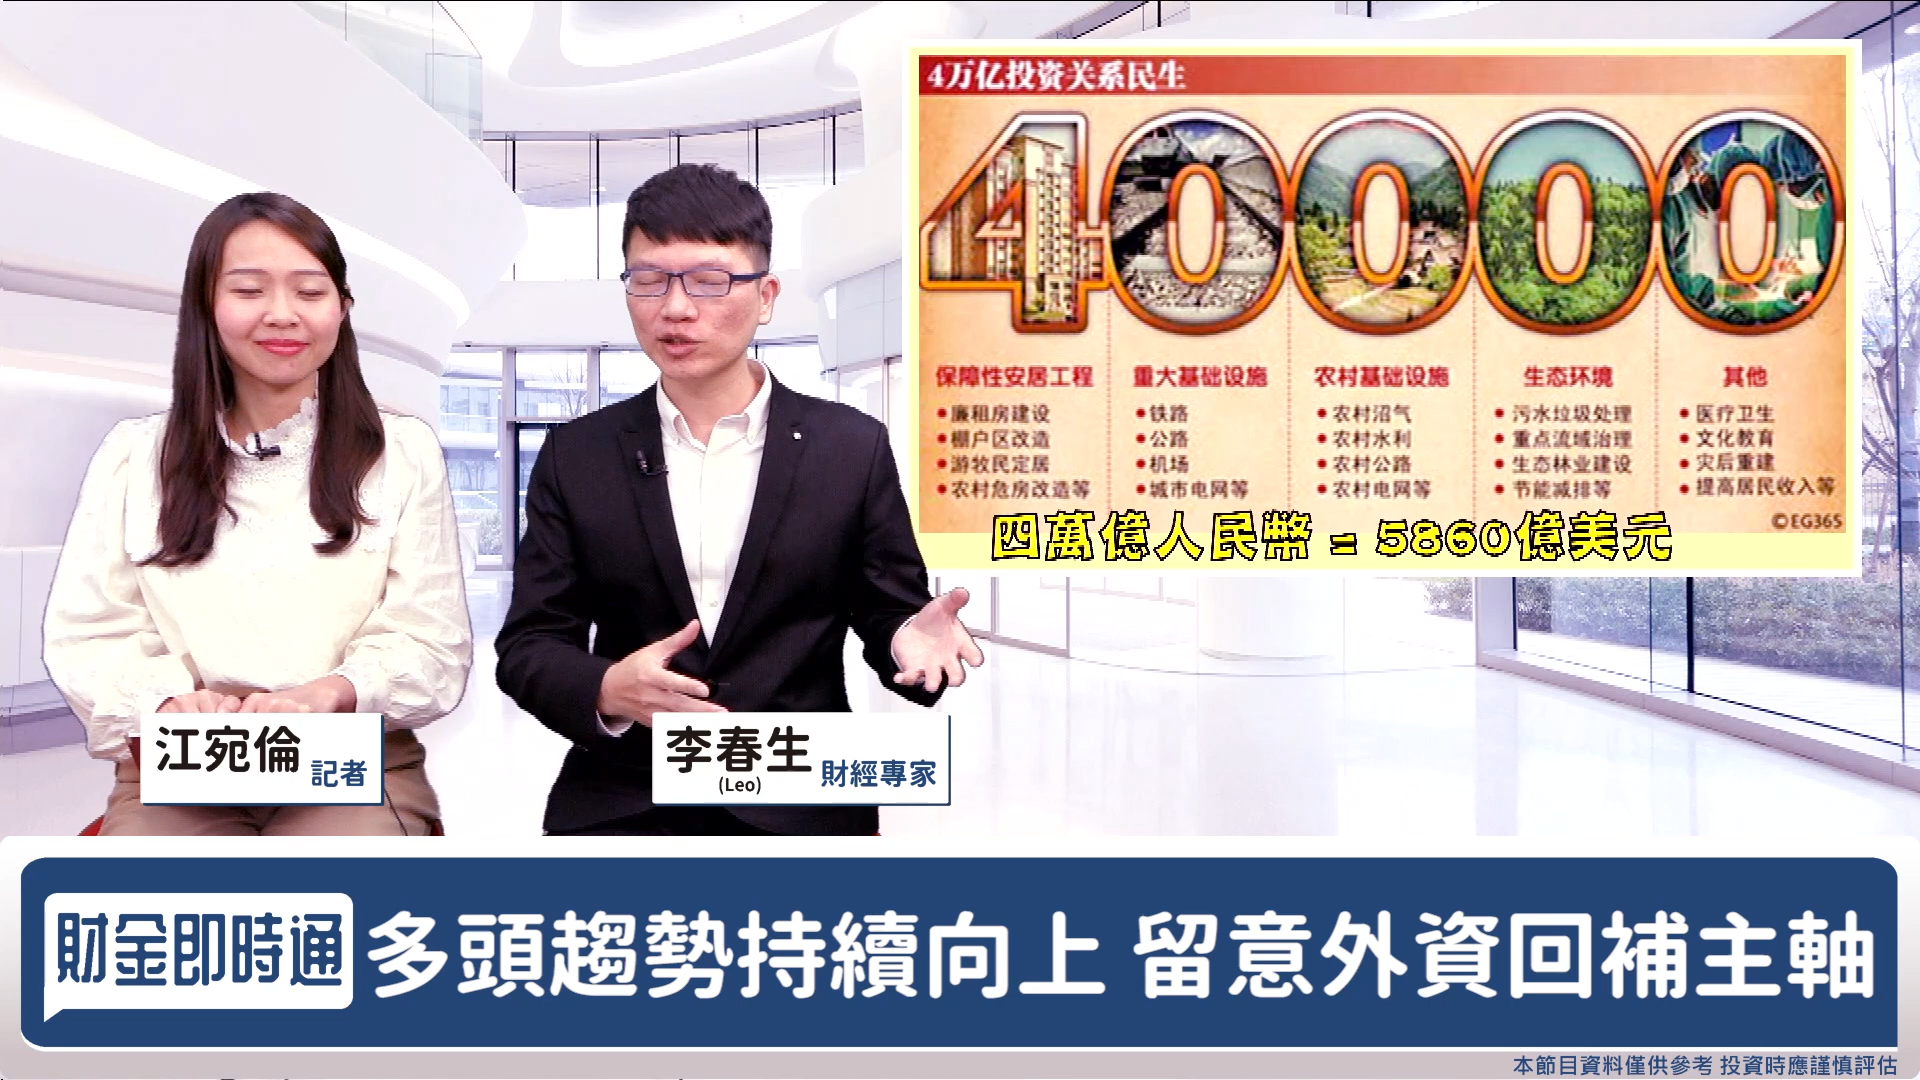 4万亿投资关系民生
40000
保障性安居工程
•廉租房建设
•棚户区改造
•游牧民定居
•农村危房改造等
重大基础设施
•铁路
•公路
•机场
•城市电网等
农村基础设施
•农村沼气
•农村水利
•农村公路
•农村电网等
生态环境
•污水垃圾处理
•重点流域治理
•生态林业建设
•节能减排等
其他
•医疗卫生
•文化教育
•灾后重建
•提高居民收入等
©EG365
四萬億人民幣 = 5860億美元
江宛倫 記者
李春生 財經專家
(Leo)
財金即時通 多頭趨勢持續向上 留意外資回補主軸
本節目資料僅供參考 投資時應謹慎評估